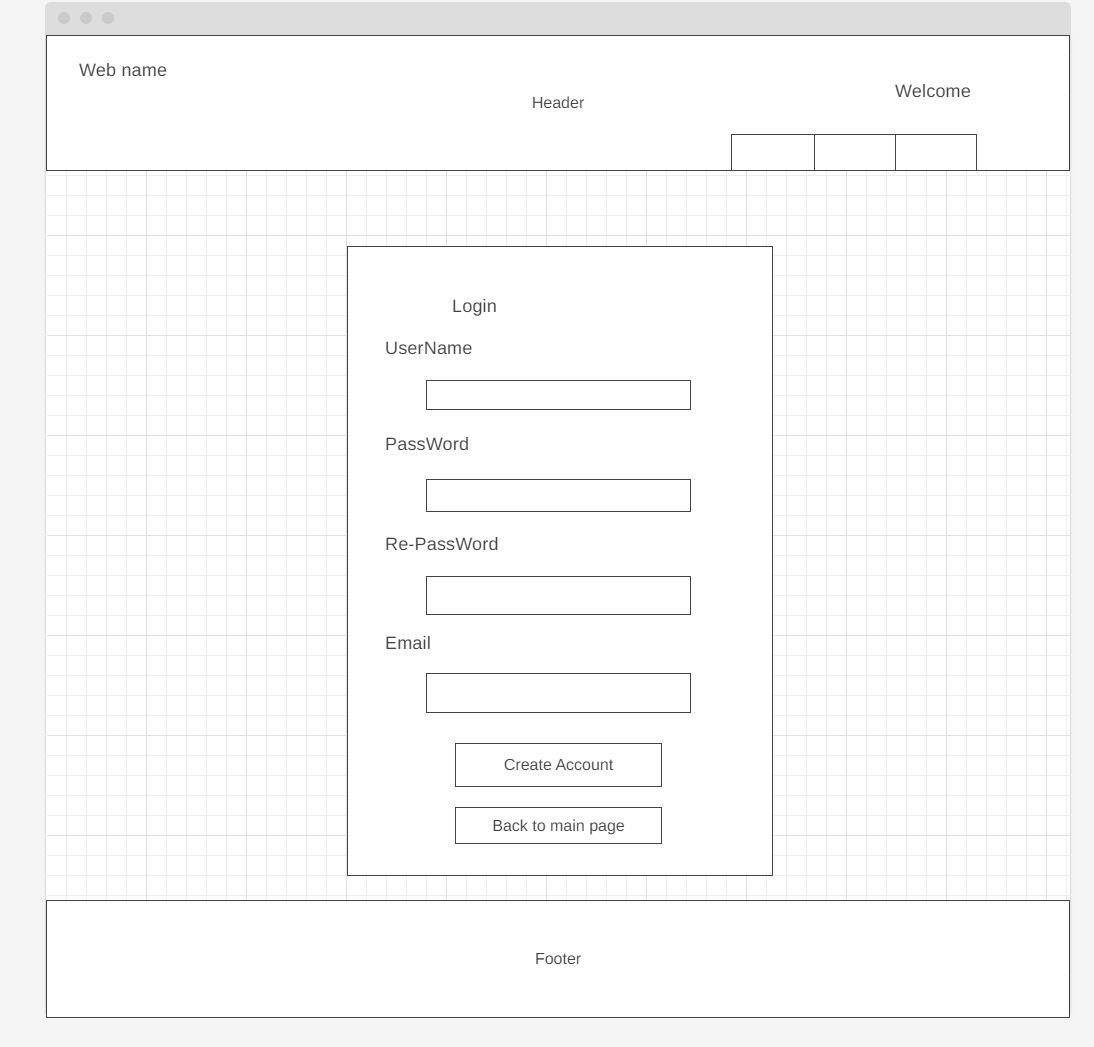 Web name
Welcome
Header
Login
UserName
PassWord
Re-PassWord
Email
Create Account
Back to main page
Footer